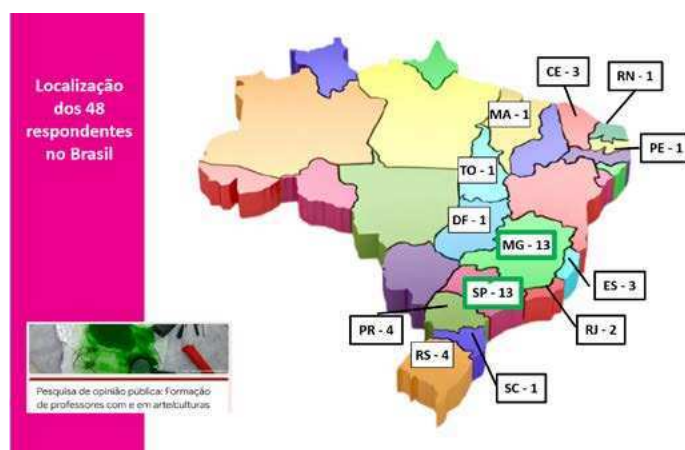 Localização
dos 48
respondentes
no Brasil
CE - 3
RN - 1
MA - 1
PE - 1
TO - 1
DF - 1
MG - 13
ES - 3
SP - 13
PR - 4
RJ - 2
RS - 4
SC - 1
Pesquisa de opinião pública: Formação
de professores com e em arte/culturas